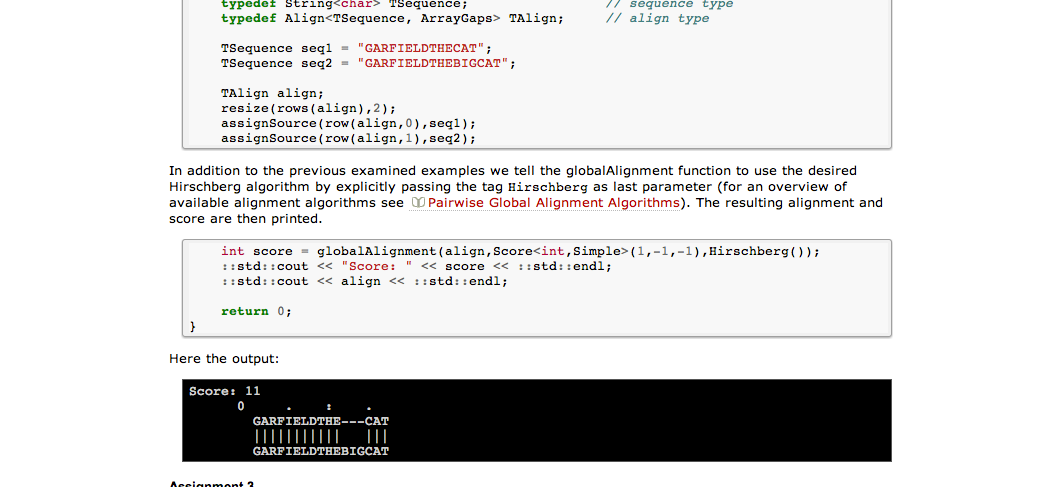 typedef String<char> TSequence; // sequence type
typedef Align<TSequence, ArrayGaps> TAlign; // align type
TSequence seq1 = "GARFIELDTHECAT";
TSequence seq2 = "GARFIELDTHEBIGCAT";
TAlign align;
resize(rows(align),2);
assignSource(row(align,0),seq1);
assignSource(row(align,1),seq2);
In addition to the previous examined examples we tell the globalAlignment function to use the desired
Hirschberg algorithm by explicitly passing the tag Hirschberg as last parameter (for an overview of
available alignment algorithms see Pairwise Global Alignment Algorithms). The resulting alignment and
score are then printed.
int score = globalAlignment(align,Score<int,Simple>(1,-1,-1),Hirschberg());
::std::cout << "Score: " << score << ::std::endl;
::std::cout << align << ::std::endl;
return 0;
}
Here the output:
Score: 11
0 . : .
GARFIELDTHE---CAT
||||||||||| |||
GARFIELDTHEBIGCAT
Assignment 3